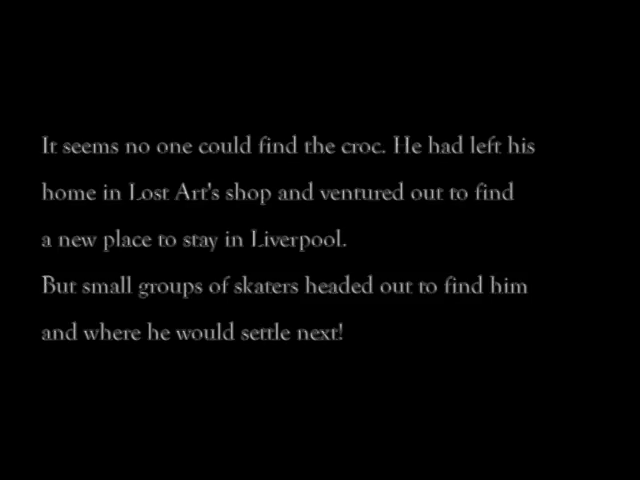 It seems no one could find the croc. He had left his
home in Lost Art's shop and ventured out to find
a new place to stay in Liverpool.
But small groups of skaters headed out to find him
and where he would settle next!